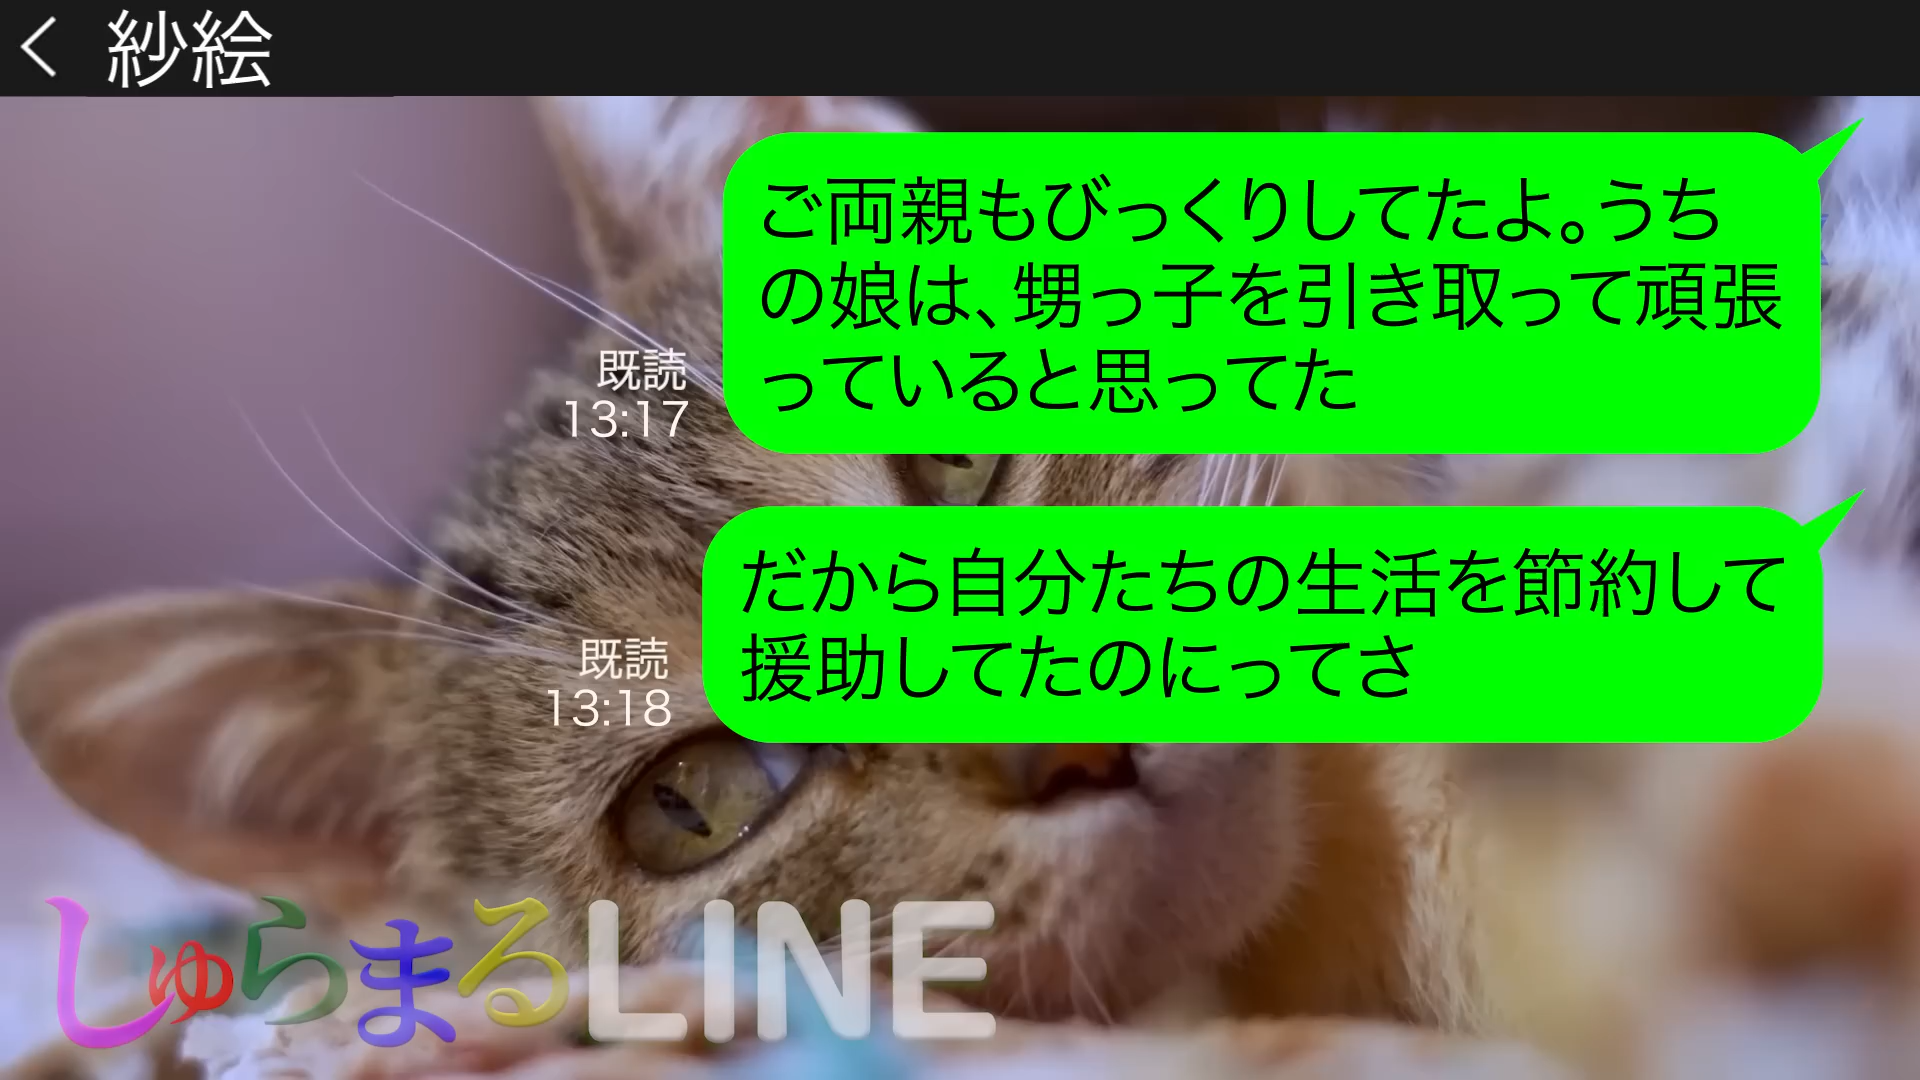 紗絵
ご両親もびっくりしてたよ。うち
の娘は、甥っ子を引き取って頑張
っていると思ってた
既読
13:17
だから自分たちの生活を節約して
援助してたのにってさ
既読
13:18
しゅらまるLINE